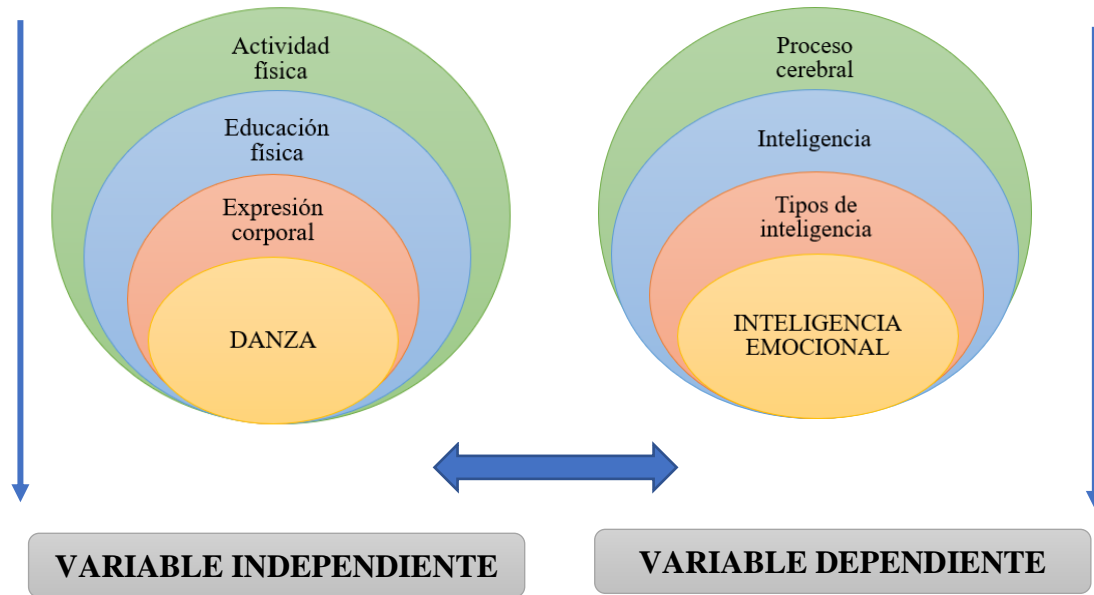 Actividad
física
Educación
física
Expresión
corporal
DANZA
Proceso
cerebral
Inteligencia
Tipos de
inteligencia
INTELIGENCIA
EMOCIONAL
VARIABLE INDEPENDIENTE
VARIABLE DEPENDIENTE